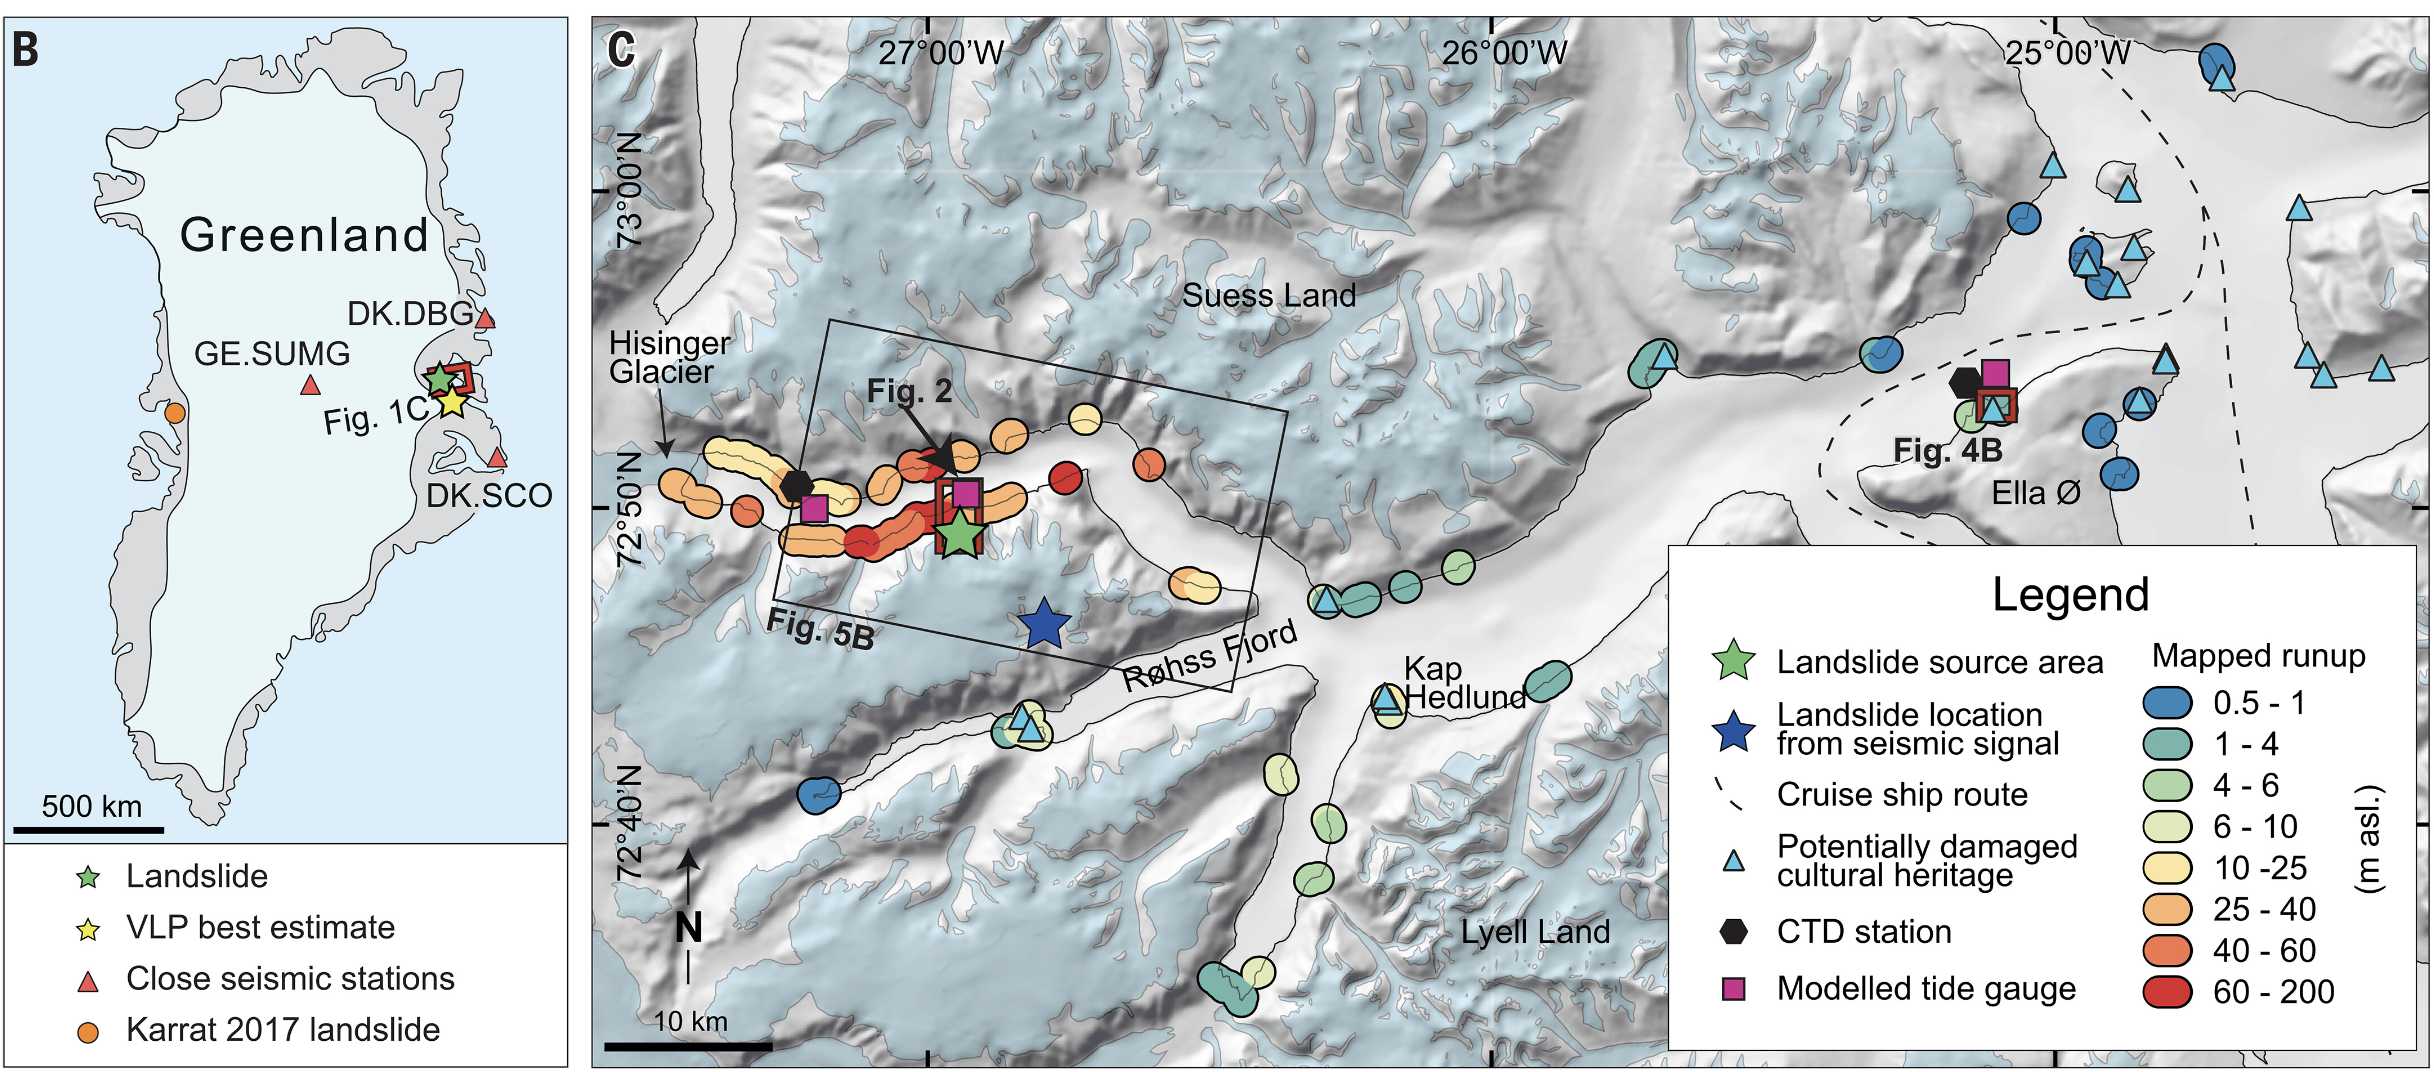 B
Greenland
DK.DBG
GE.SUMG
Fig. 1C
DK.SCO
500 km
Landslide
VLP best estimate
Close seismic stations
Karrat 2017 landslide
C
27°00'W
26°00'W
25°00'W
73°00'N
72°50'N
72°40'N
Suess Land
Hisinger
Glacier
Fig. 2
Fig. 5B
Røhss Fjord
Kap
Hedlund
Fig. 4B
Ella Ø
Lyell Land
N
10 km
Legend
Landslide source area
Landslide location
from seismic signal
Cruise ship route
Potentially damaged
cultural heritage
CTD station
Modelled tide gauge
Mapped runup
0.5 - 1
1 - 4
4 - 6
6 - 10
10 -25
25 - 40
40 - 60
60 - 200
(m asl.)